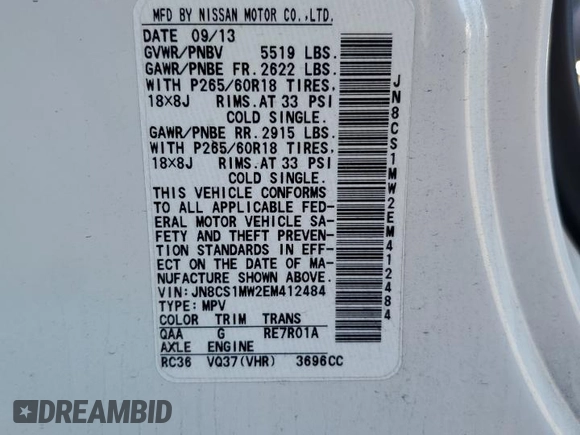 MFD BY NISSAN MOTOR CO.,LTD.
DATE 09/13
GVWR/PNBV 5519 LBS.
GAWR/PNBE FR. 2622 LBS.
WITH P265/60R18 TIRES,
18×8J RIMS. AT 33 PSI
COLD SINGLE.
GAWR/PNBE RR. 2915 LBS.
WITH P265/60R18 TIRES,
18×8J RIMS. AT 33 PSI
COLD SINGLE.
THIS VEHICLE CONFORMS
TO ALL APPLICABLE FED-
ERAL MOTOR VEHICLE SA-
FETY AND THEFT PREVEN-
TION STANDARDS IN EFF-
ECT ON THE DATE OF MA-
NUFACTURE SHOWN ABOVE.
VIN: JN8CS1MW2EM412484
TYPE: MPV
COLOR TRIM TRANS
QAA G RE7R01A
AXLE ENGINE
RC36 VQ37(VHR) 3696CC
JN8CS1MW2EM412484
DREAMBID